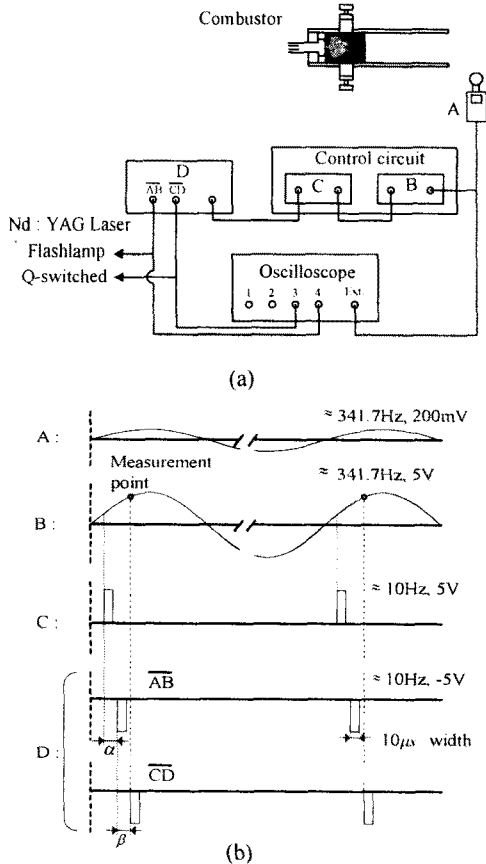 Combustor
A
Control circuit
D
C
B
AB
CD
Nd : YAG Laser
Flashlamp
Q-switched
Oscilloscope
1 2 3 4 Ext.
(a)
A :
≈ 341.7Hz, 200mV
Measurement
point
≈ 341.7Hz, 5V
B :
≈ 10Hz, 5V
C :
AB
≈ 10Hz, -5V
α
10μs width
D :
CD
β
(b)